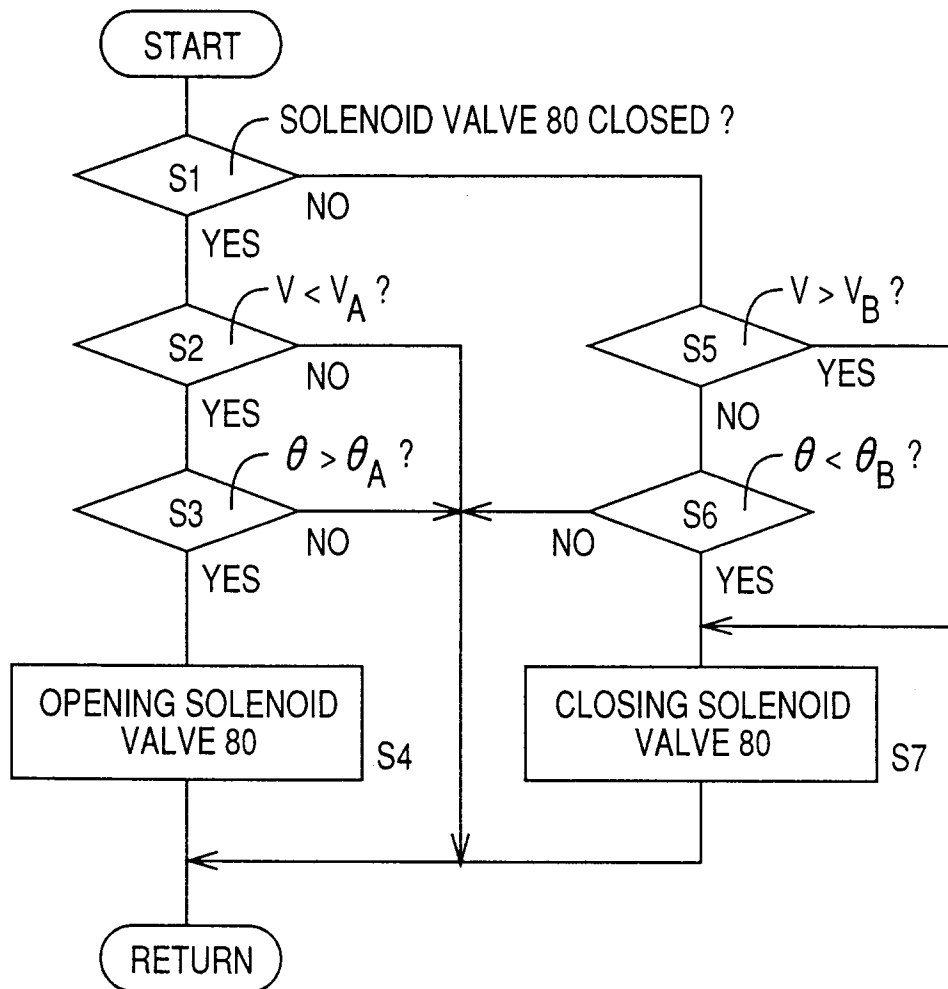 START
SOLENOID VALVE 80 CLOSED ?
S1
NO
YES
V < V_A ?
S2
NO
YES
θ > θ_A ?
S3
NO
YES
OPENING SOLENOID
VALVE 80
S4
V > V_B ?
S5
YES
NO
θ < θ_B ?
S6
NO
YES
CLOSING SOLENOID
VALVE 80
S7
RETURN